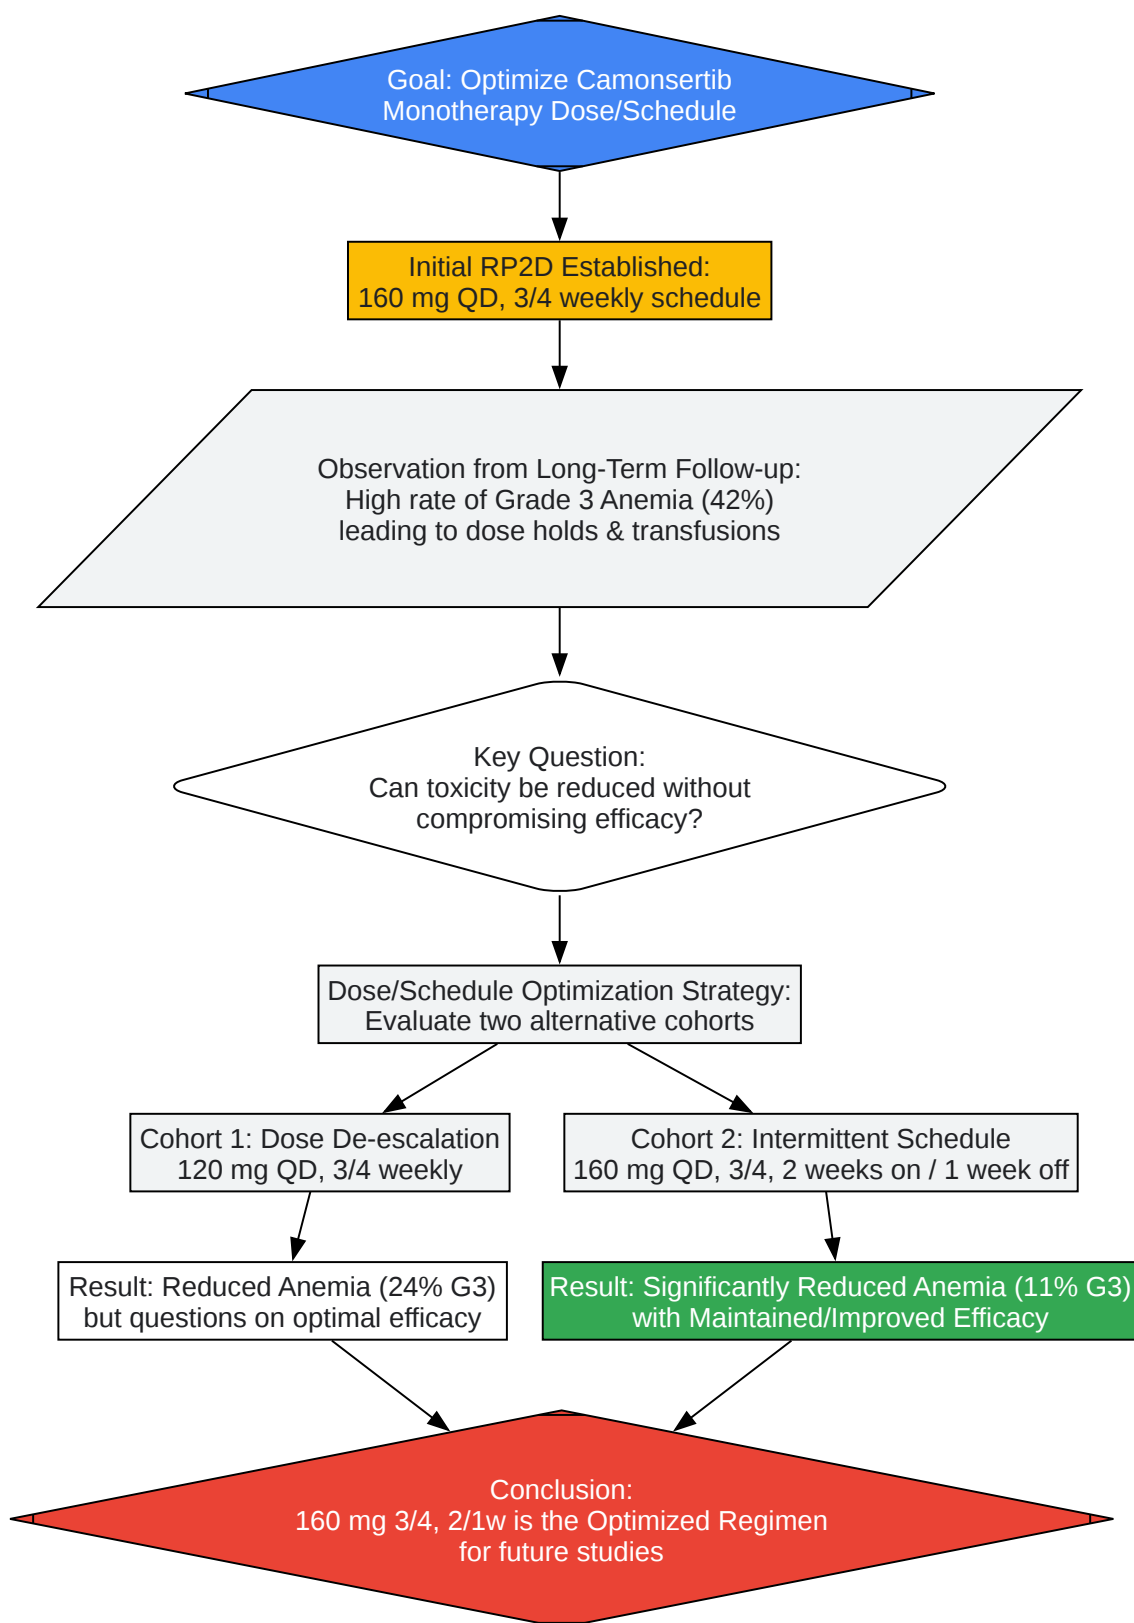 Goal: Optimize Camonsertib
Monotherapy Dose/Schedule
Initial RP2D Established:
160 mg QD, 3/4 weekly schedule
Observation from Long-Term Follow-up:
High rate of Grade 3 Anemia (42%)
leading to dose holds & transfusions
Key Question:
Can toxicity be reduced without
compromising efficacy?
Dose/Schedule Optimization Strategy:
Evaluate two alternative cohorts
Cohort 1: Dose De-escalation
120 mg QD, 3/4 weekly
Cohort 2: Intermittent Schedule
160 mg QD, 3/4, 2 weeks on / 1 week off
Result: Reduced Anemia (24% G3)
but questions on optimal efficacy
Result: Significantly Reduced Anemia (11% G3)
with Maintained/Improved Efficacy
Conclusion:
160 mg 3/4, 2/1w is the Optimized Regimen
for future studies